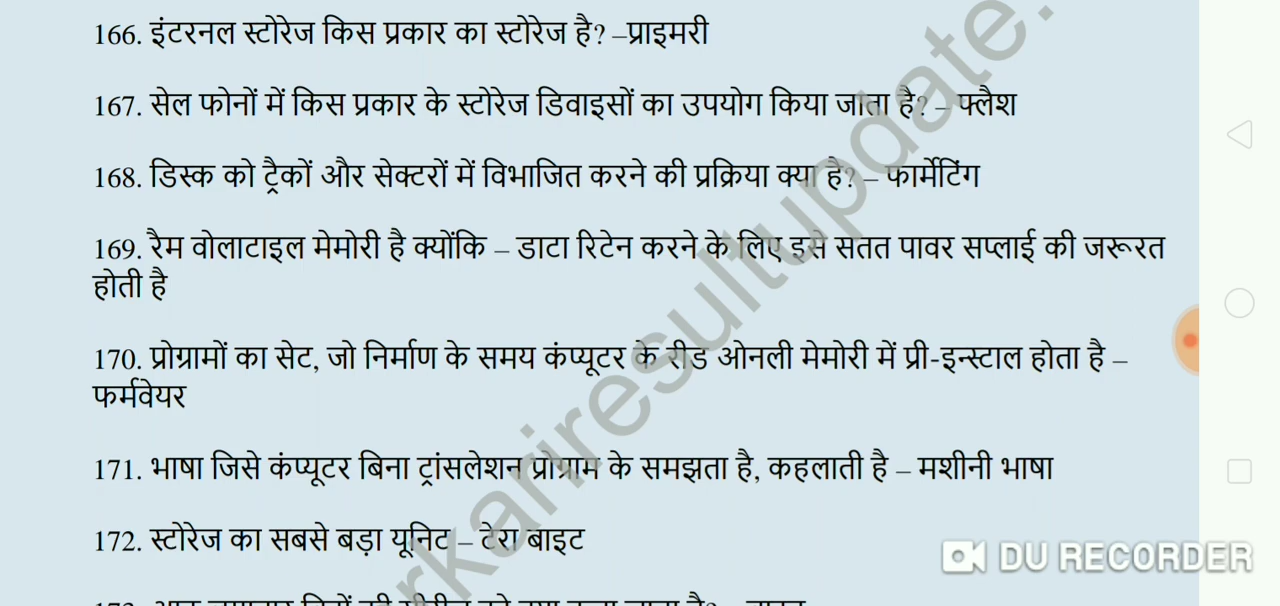 166. इंटरनल स्टोरेज किस प्रकार का स्टोरेज है? –प्राइमरी
167. सेल फोनों में किस प्रकार के स्टोरेज डिवाइसों का उपयोग किया जाता है? – फ्लैश
168. डिस्क को ट्रैकों और सेक्टरों में विभाजित करने की प्रक्रिया क्या है? – फार्मेटिंग
169. रैम वोलाटाइल मेमोरी है क्योंकि – डाटा रिटेन करने के लिए इसे सतत पावर सप्लाई की जरूरत
होती है
170. प्रोग्रामों का सेट, जो निर्माण के समय कंप्यूटर के रीड ओनली मेमोरी में प्री-इन्स्टाल होता है –
फर्मवेयर
171. भाषा जिसे कंप्यूटर बिना ट्रांसलेशन प्रोग्राम के समझता है, कहलाती है – मशीनी भाषा
172. स्टोरेज का सबसे बड़ा यूनिट – टेरा बाइट
rkariresultupdate.
DU RECORDER